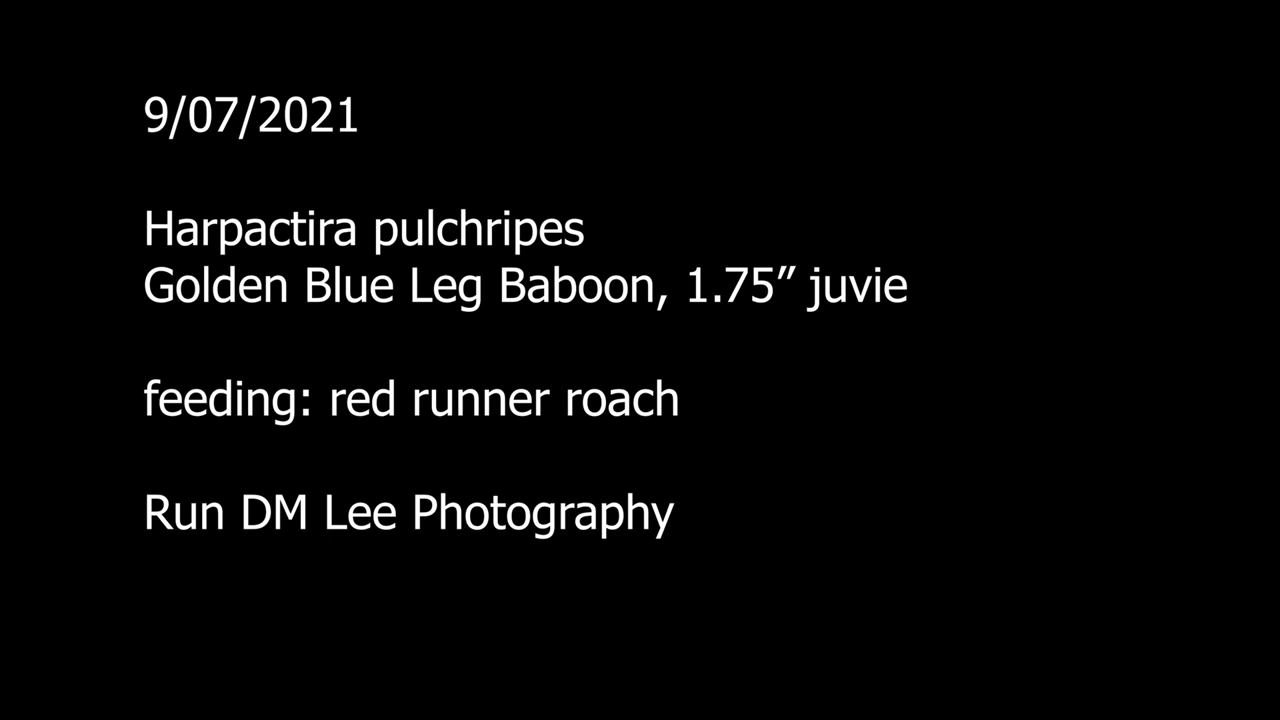 9/07/2021
Harpactira pulchripes
Golden Blue Leg Baboon, 1.75” juvie
feeding: red runner roach
Run DM Lee Photography